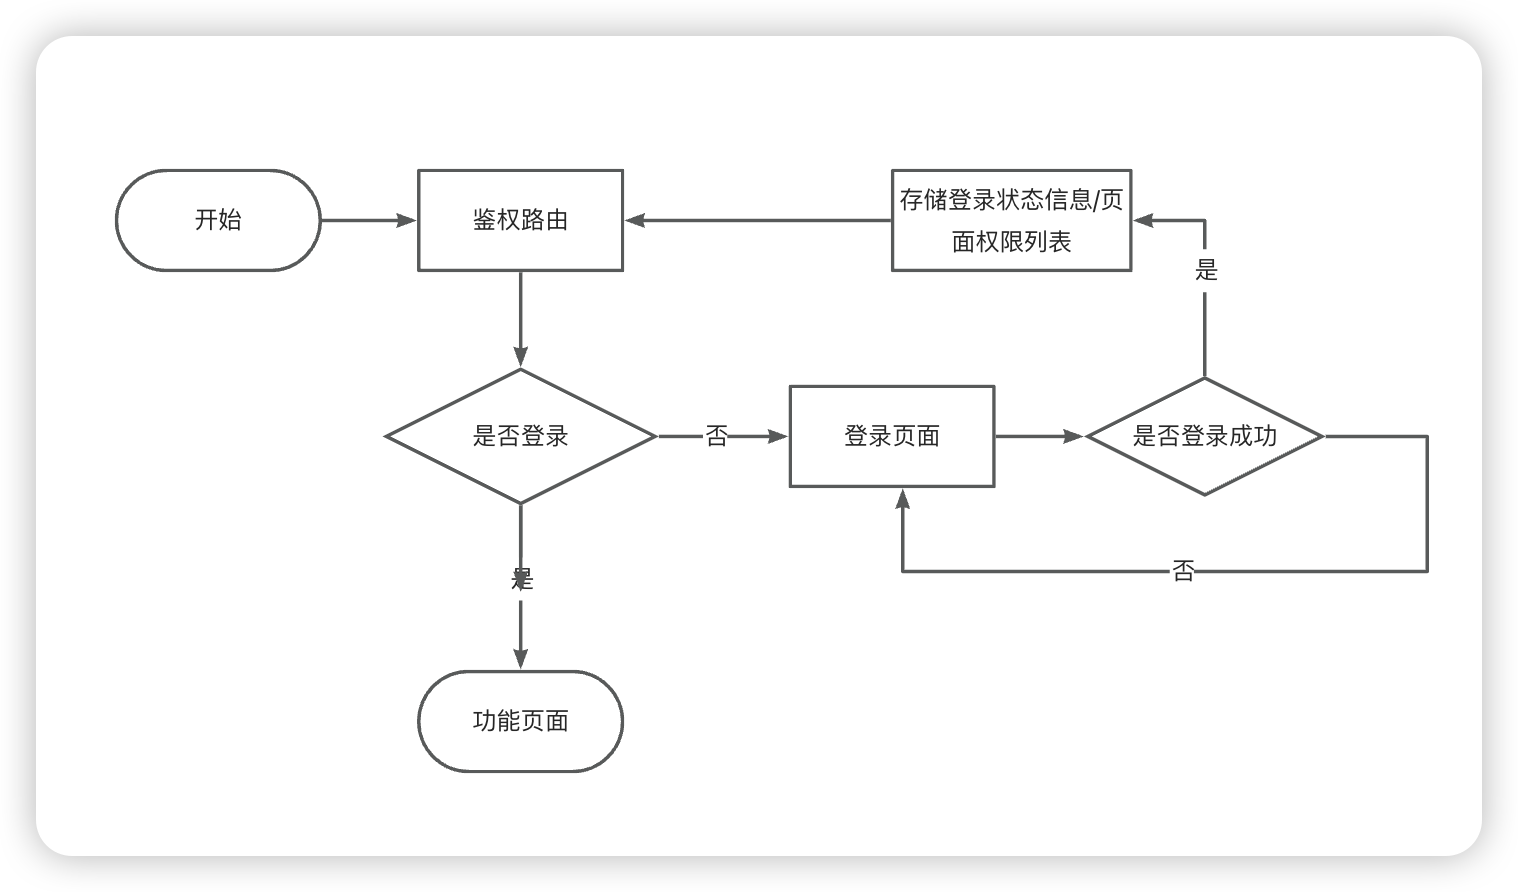 开始
鉴权路由
存储登录状态信息/页
面权限列表
是
是否登录
否
登录页面
是否登录成功
否
是
功能页面